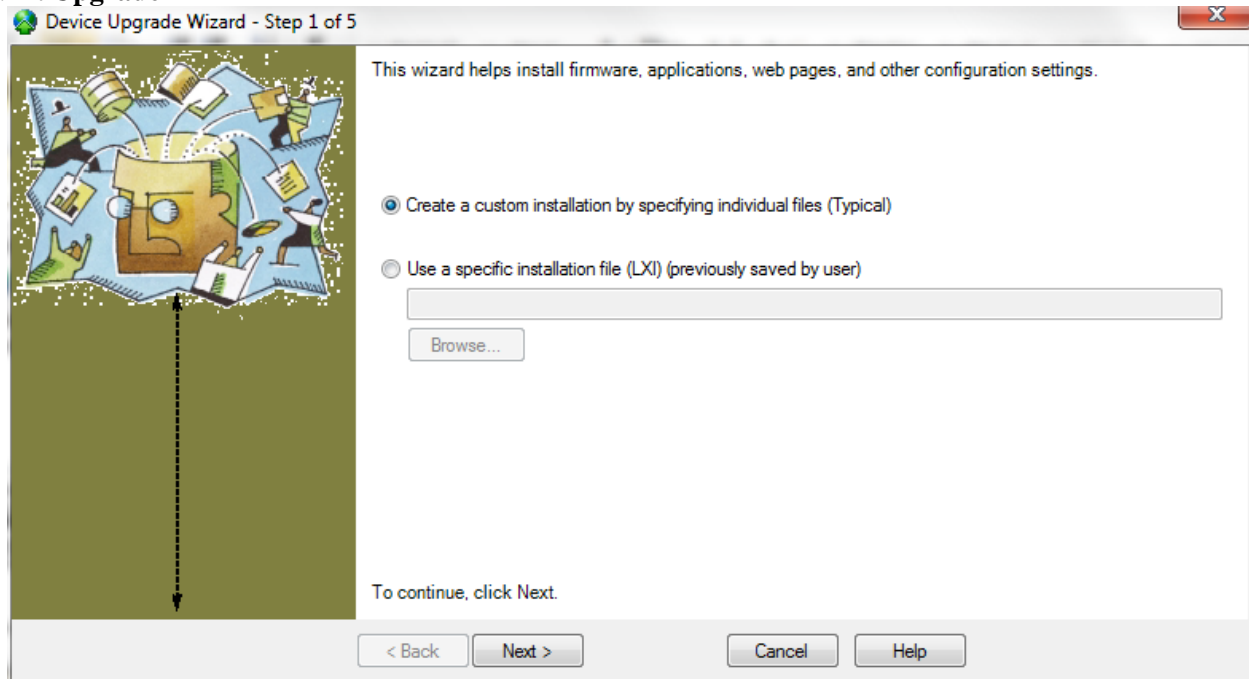 Upgrade
Device Upgrade Wizard - Step 1 of 5
X
This wizard helps install firmware, applications, web pages, and other configuration settings.
Create a custom installation by specifying individual files (Typical)
Use a specific installation file (LXI) (previously saved by user)
Browse...
To continue, click Next.
< Back Next > Cancel Help